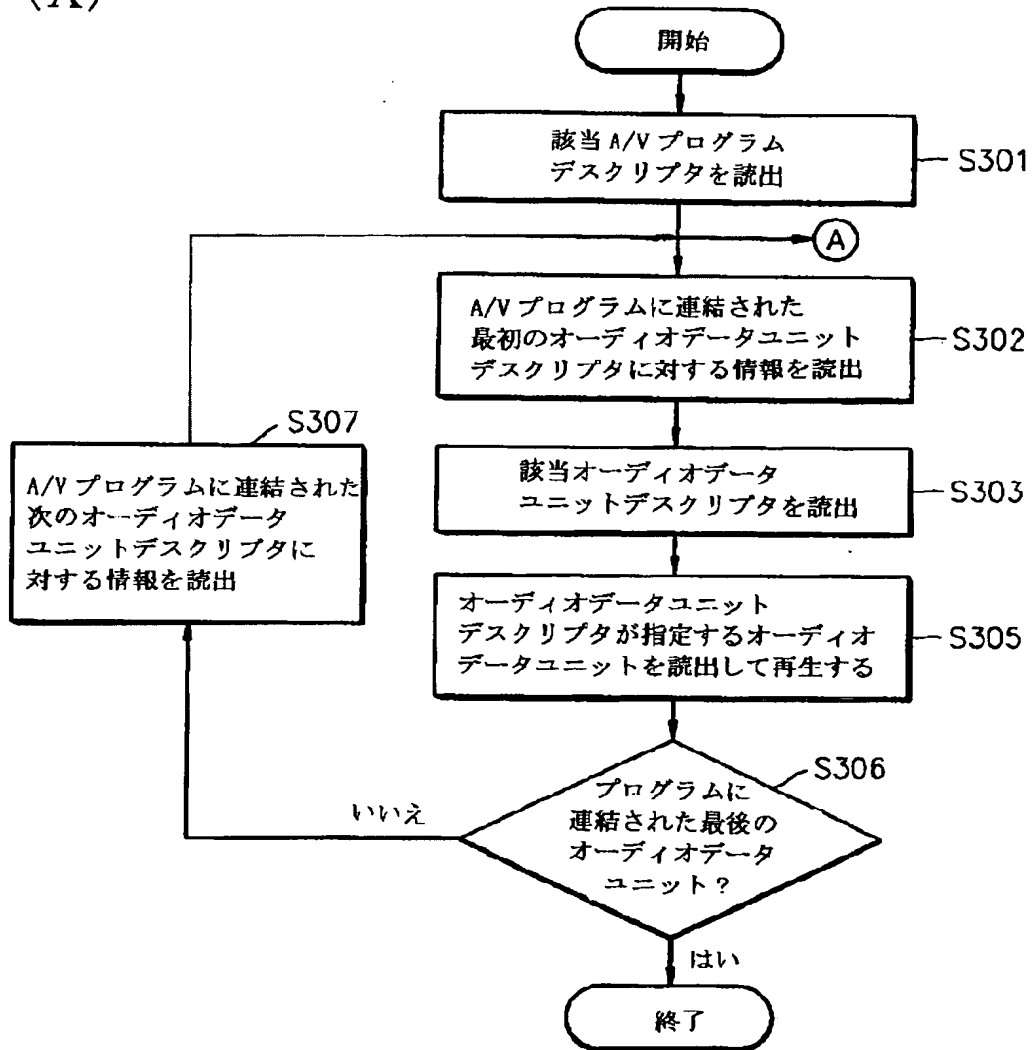 (A)
開始
該当 A/V プログラム
デスクリプタを読出
S301
A
A/V プログラムに連結された
最初のオーディオデータユニット
デスクリプタに対する情報を読出
S302
S307
A/V プログラムに連結された
次のオーディオデータ
ユニットデスクリプタに
対する情報を読出
該当オーディオデータ
ユニットデスクリプタを読出
S303
オーディオデータユニット
デスクリプタが指定するオーディオ
データユニットを読出して再生する
S305
S306
プログラムに
連結された最後の
オーディオデータ
ユニット？
いいえ
はい
終了